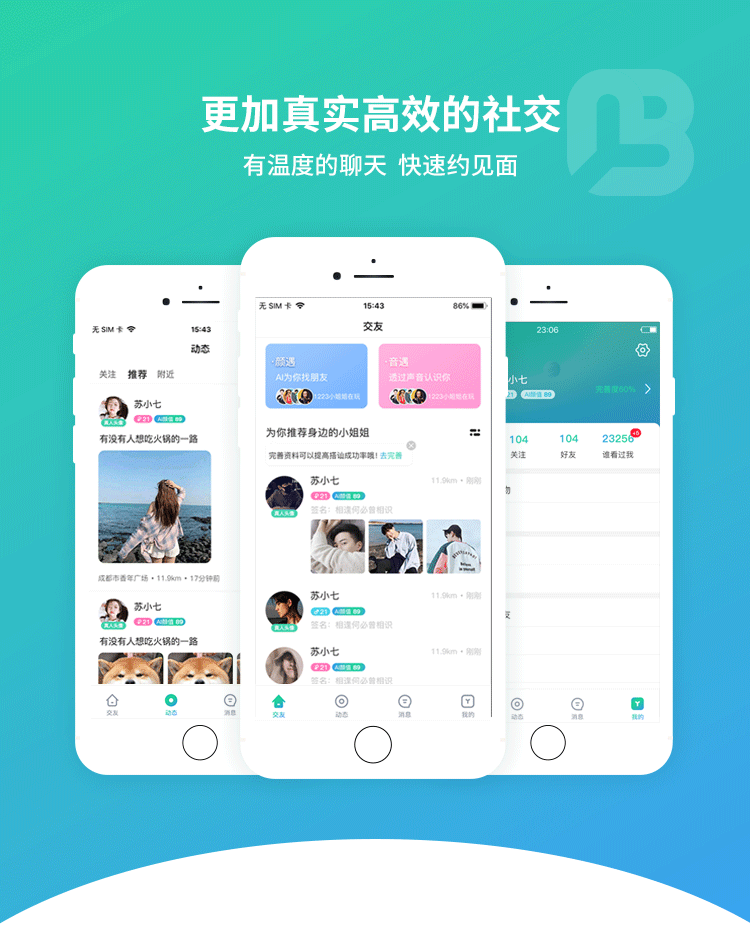 更加真实高效的社交
有温度的聊天 快速约见面
无 SIM 卡
15:43
动态
关注 推荐 附近
苏小七
真人头像
21 AI颜值 89
有没有人想吃火锅的一路
成都市香年广场 • 11.9km • 17分钟前
苏小七
真人头像
21 AI颜值 89
有没有人想吃火锅的一路
交友 动态 消息
无 SIM 卡 15:43 86%
交友
·颜遇
AI为你找朋友
1223小姐姐在玩
·音遇
透过声音认识你
1223小姐姐在玩
为你推荐身边的小姐姐
完善资料可以提高搭讪成功率哦! 去完善
苏小七 11.9km • 刚刚
21 AI颜值 89
真人头像
签名：相逢何必曾相识
苏小七 11.9km • 刚刚
21 AI颜值 89
真人头像
签名：相逢何必曾相识
苏小七 11.9km • 刚刚
21 AI颜值 89
签名：相逢何必曾相识
交友 动态 消息 我的
23:06
小七
21 AI颜值 89
完善度60%
104 104 23256 +6
关注 好友 谁看过我
物
友
动态 消息 我的